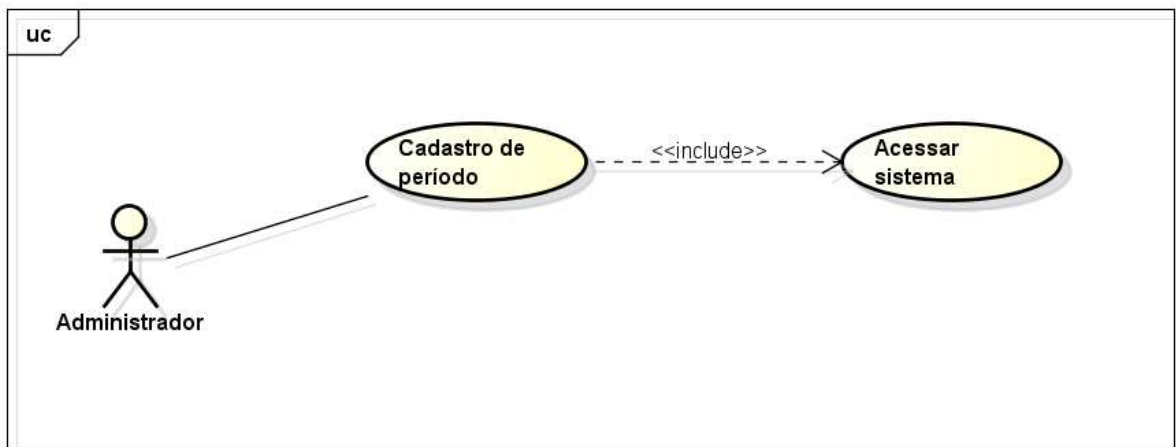 uc
Cadastro de
período
<<include>>
Acessar
sistema
Administrador